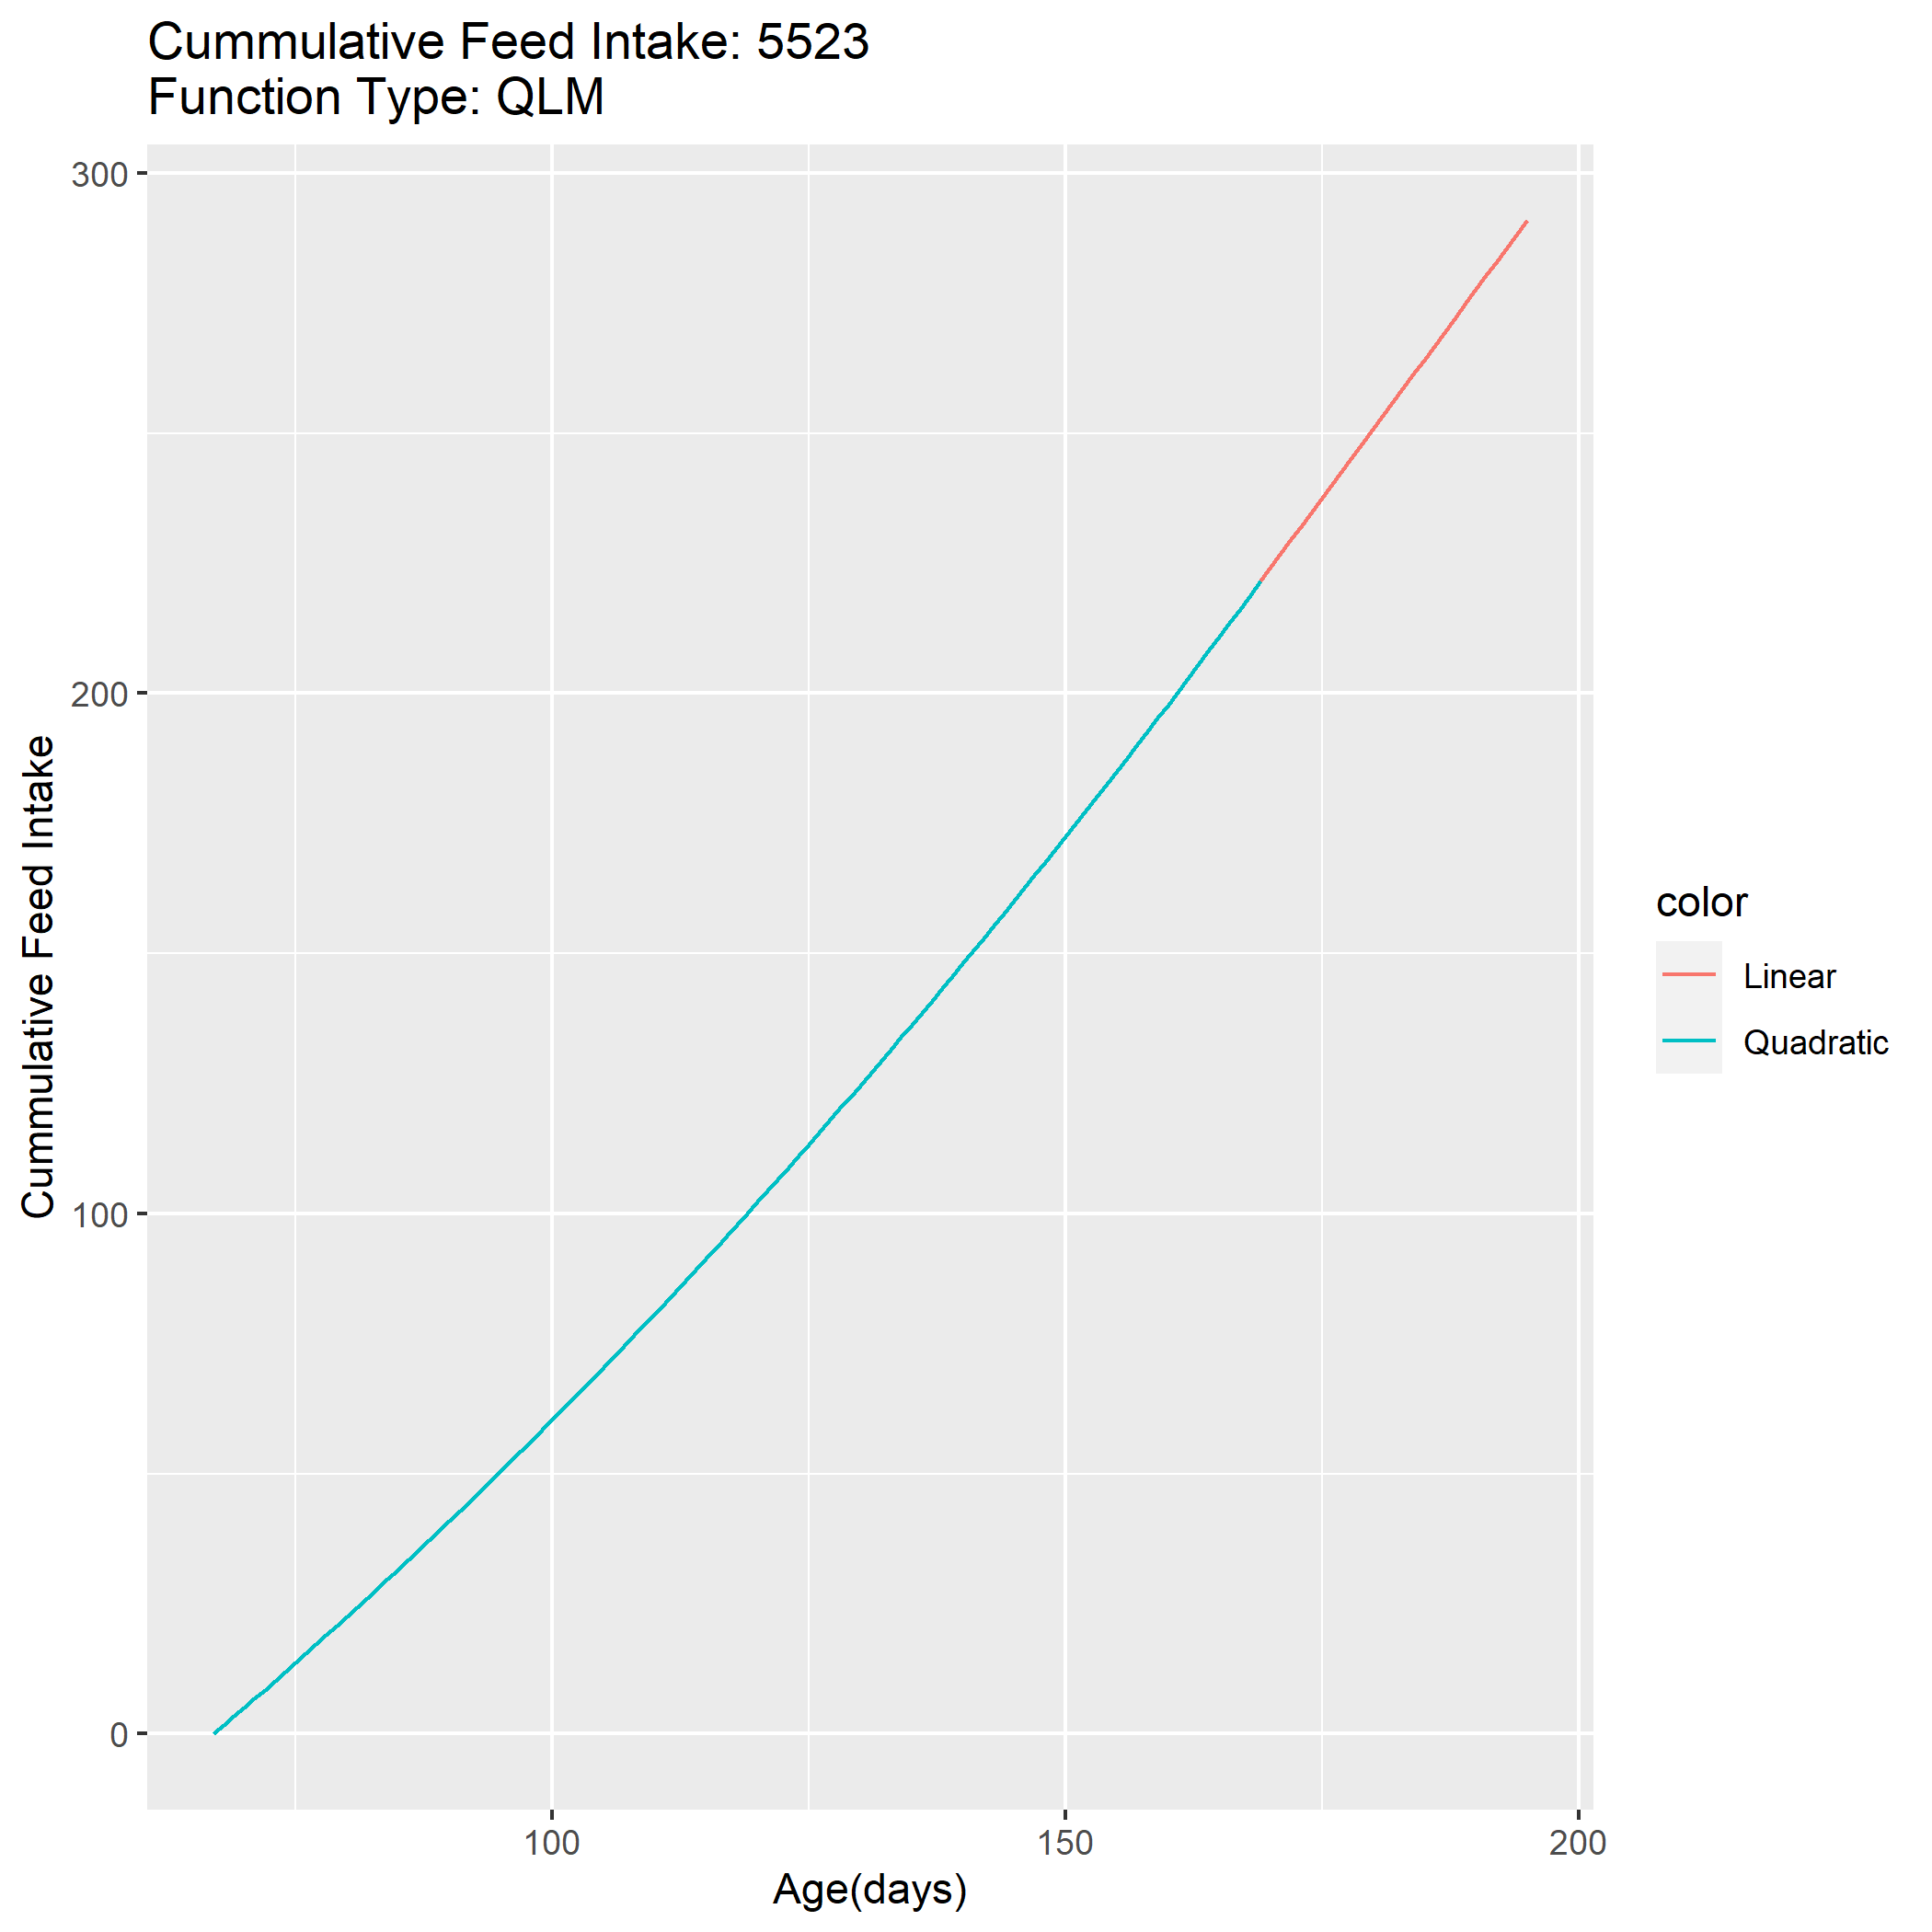 Cummulative Feed Intake: 5523
Function Type: QLM
300
200
100
0
Cummulative Feed Intake
100
150
200
Age(days)
color
Linear
Quadratic